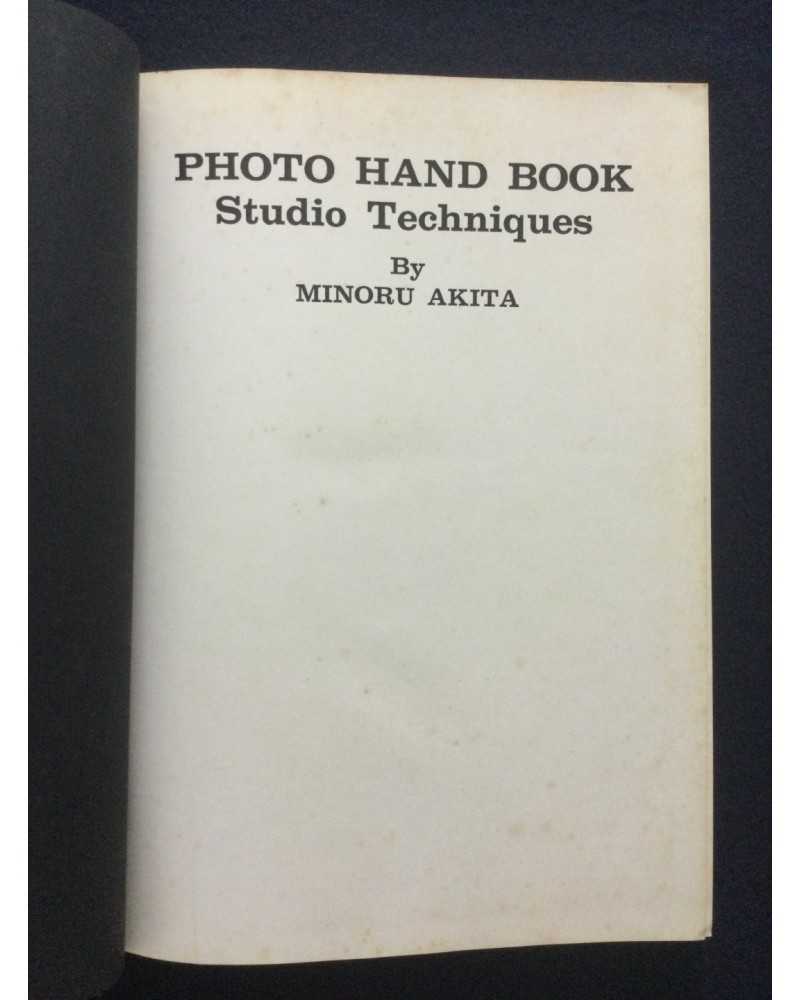 PHOTO HAND BOOK
Studio Techniques
By
MINORU AKITA